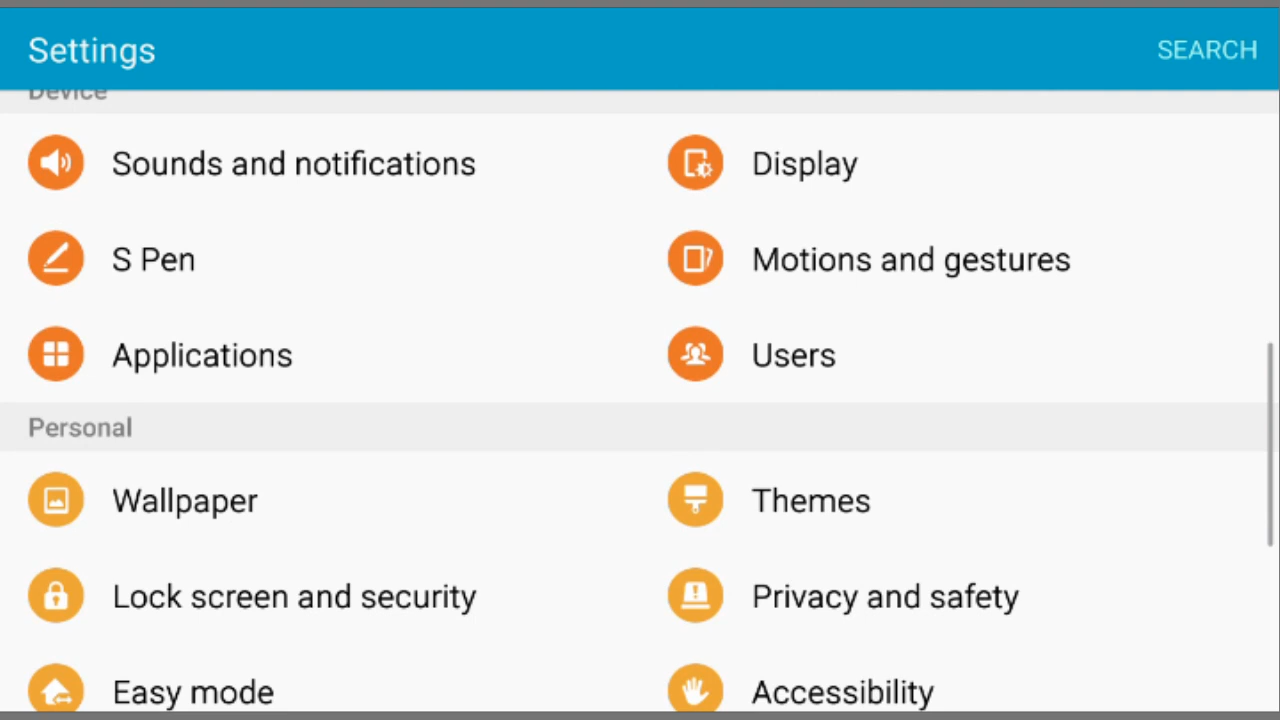 Settings
SEARCH
Device
Sounds and notifications
Display
S Pen
Motions and gestures
Applications
Users
Personal
Wallpaper
Themes
Lock screen and security
Privacy and safety
Easy mode
Accessibility